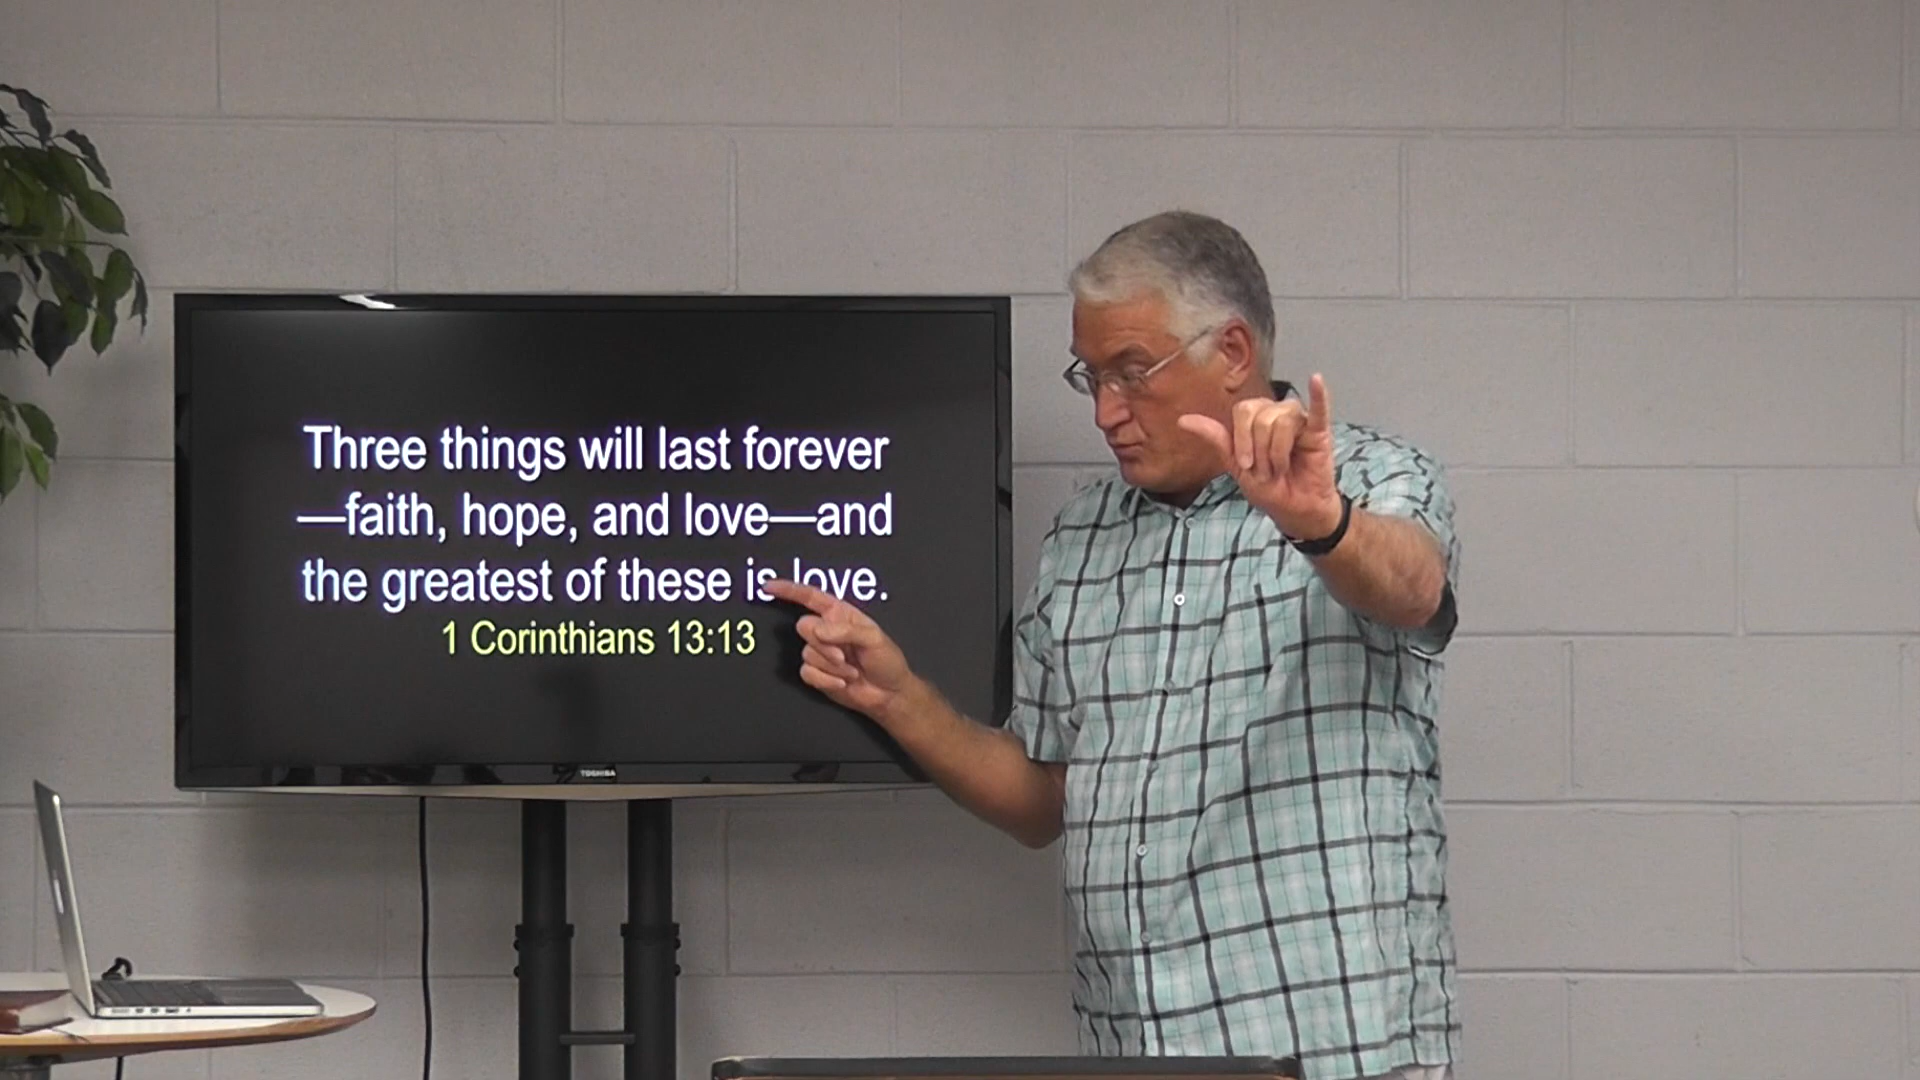 Three things will last forever
—faith, hope, and love—and
the greatest of these is love.
1 Corinthians 13:13
TOSHIBA